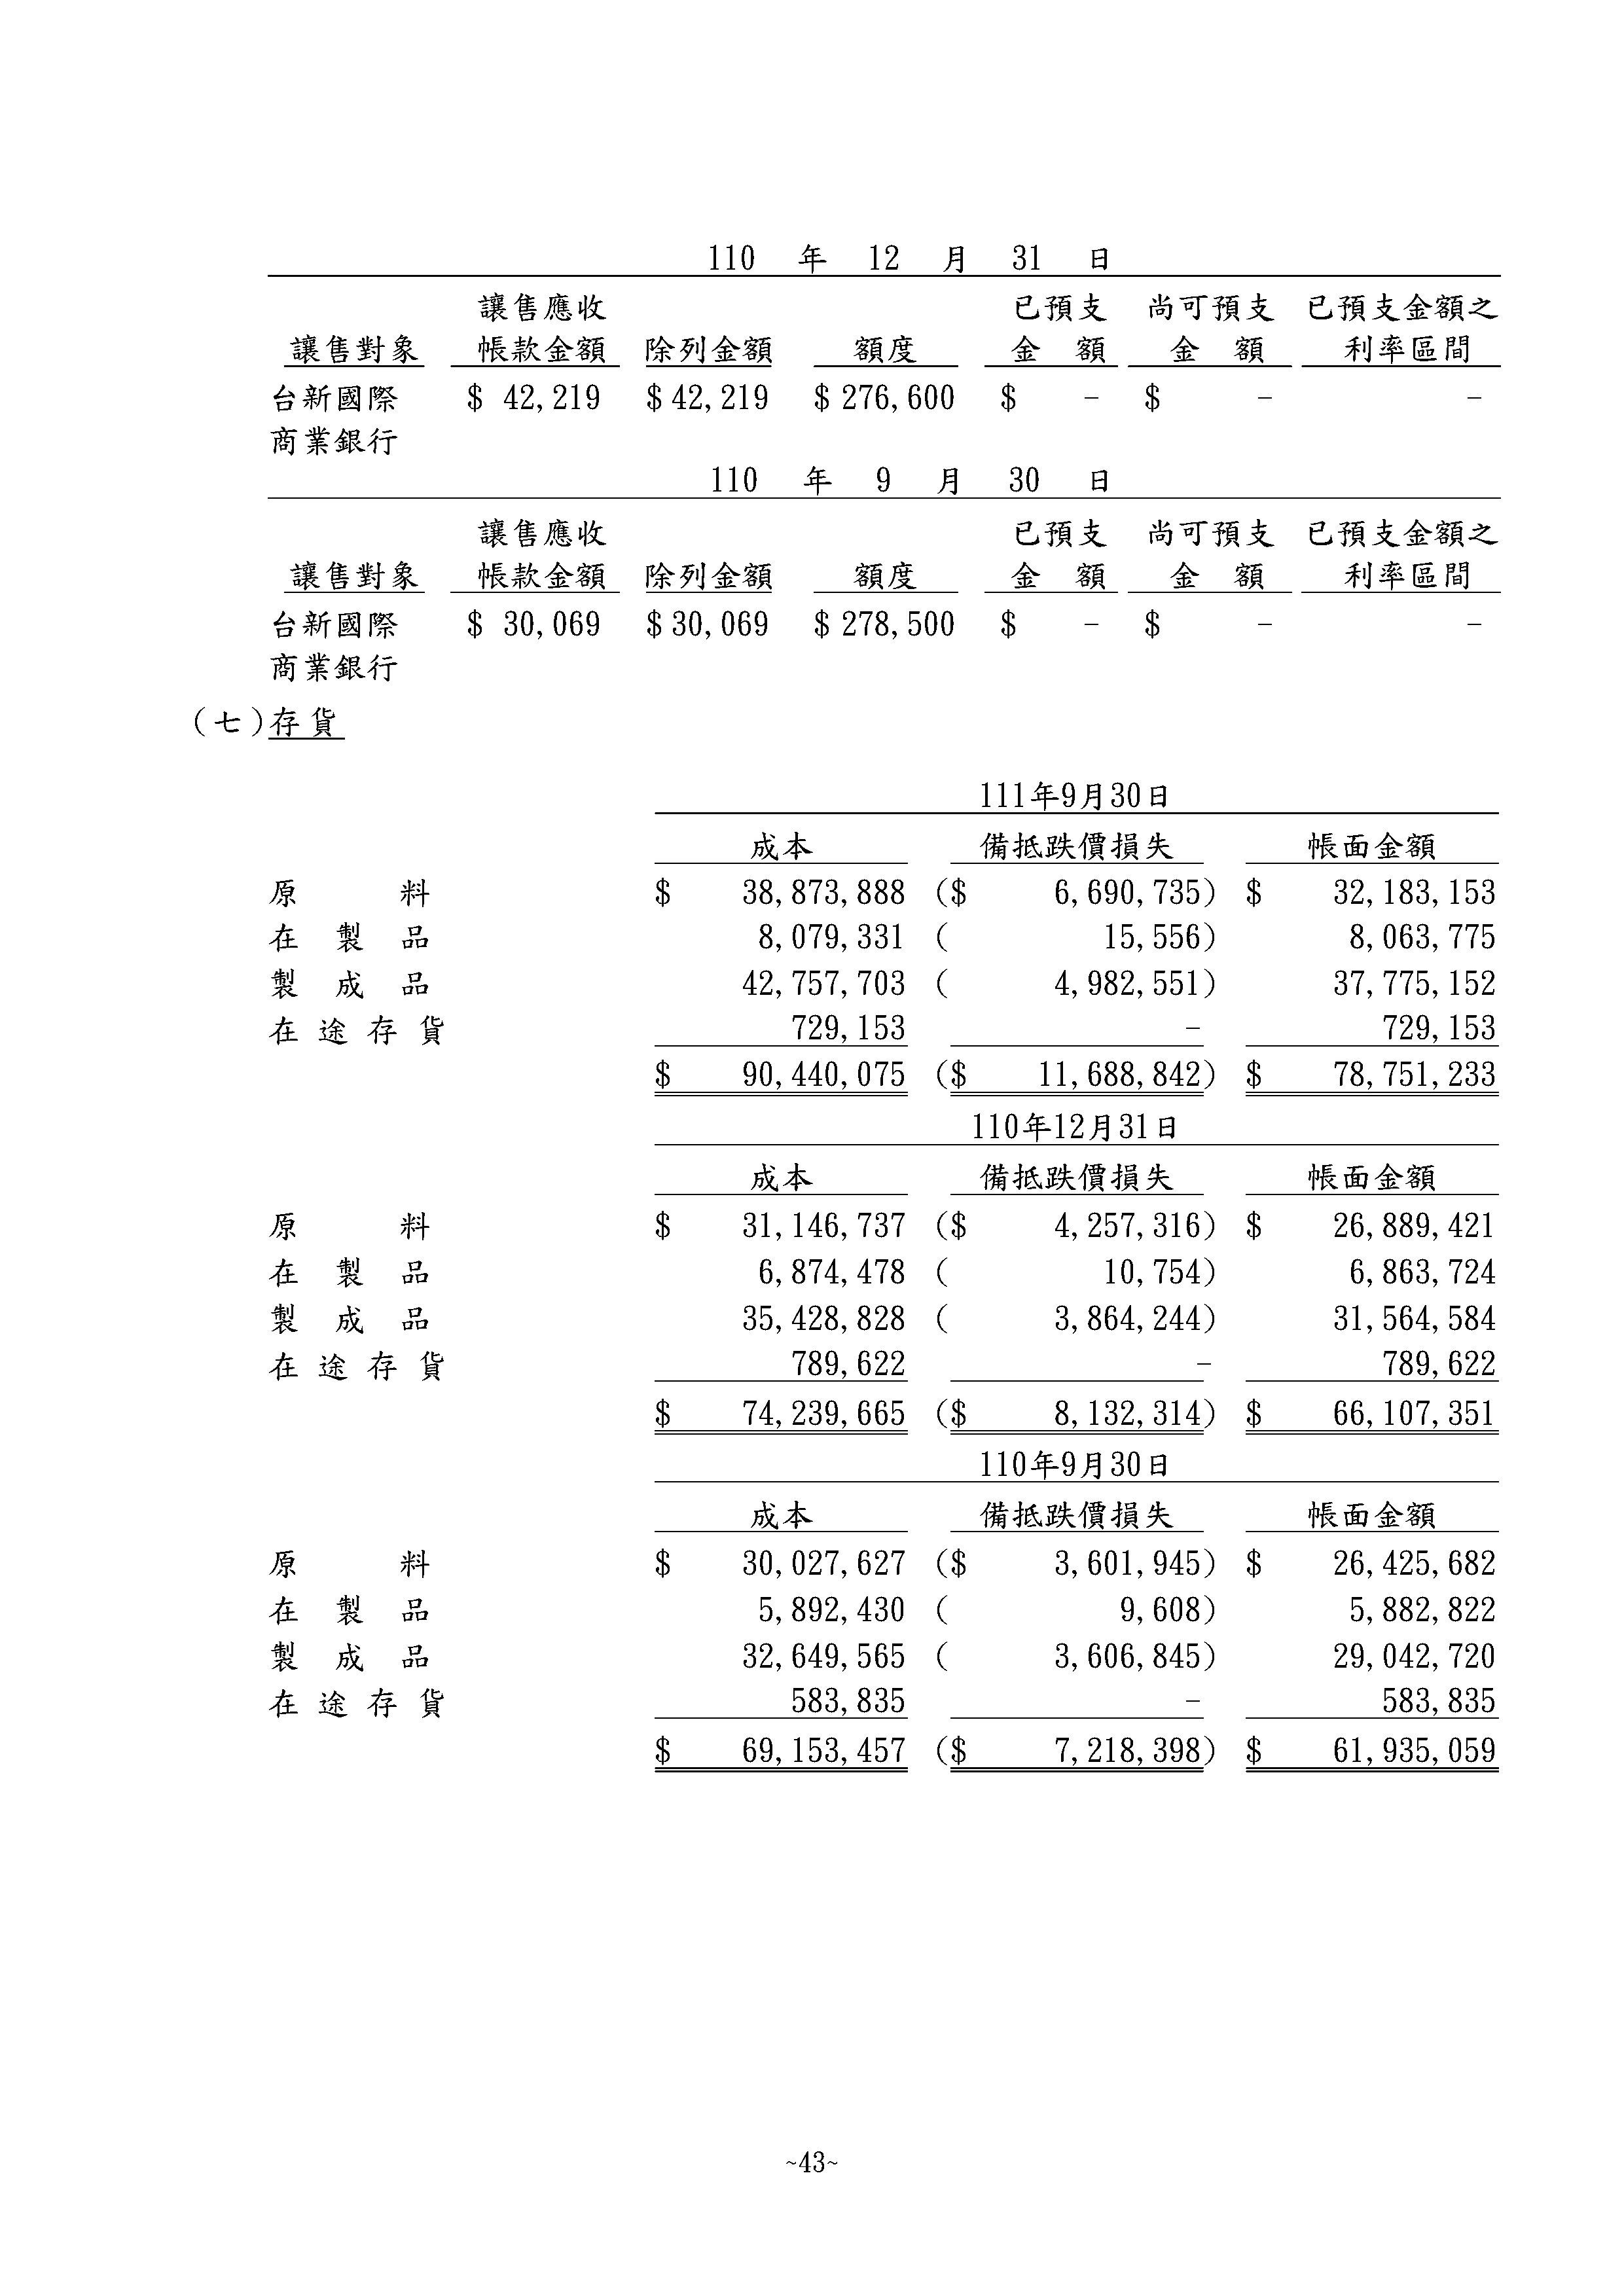 110 年 12 月 31 日
讓售應收 已預支 尚可預支 已預支金額之
讓售對象 帳款金額 除列金額 額度 金 額 金 額 利率區間
台新國際 $ 42,219 $ 42,219 $ 276,600 $ - $ - -
商業銀行
110 年 9 月 30 日
讓售應收 已預支 尚可預支 已預支金額之
讓售對象 帳款金額 除列金額 額度 金 額 金 額 利率區間
台新國際 $ 30,069 $ 30,069 $ 278,500 $ - $ - -
商業銀行
(七)存貨
111年9月30日
成本 備抵跌價損失 帳面金額
原 料 $ 38,873,888 ($ 6,690,735) $ 32,183,153
在 製 品 8,079,331 ( 15,556) 8,063,775
製 成 品 42,757,703 ( 4,982,551) 37,775,152
在 途 存 貨 729,153 - 729,153
$ 90,440,075 ($ 11,688,842) $ 78,751,233
110年12月31日
成本 備抵跌價損失 帳面金額
原 料 $ 31,146,737 ($ 4,257,316) $ 26,889,421
在 製 品 6,874,478 ( 10,754) 6,863,724
製 成 品 35,428,828 ( 3,864,244) 31,564,584
在 途 存 貨 789,622 - 789,622
$ 74,239,665 ($ 8,132,314) $ 66,107,351
110年9月30日
成本 備抵跌價損失 帳面金額
原 料 $ 30,027,627 ($ 3,601,945) $ 26,425,682
在 製 品 5,892,430 ( 9,608) 5,882,822
製 成 品 32,649,565 ( 3,606,845) 29,042,720
在 途 存 貨 583,835 - 583,835
$ 69,153,457 ($ 7,218,398) $ 61,935,059
~43~